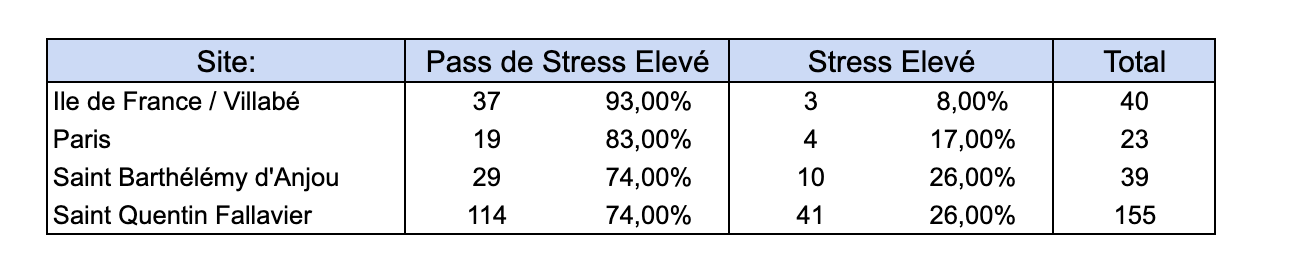 Site: Pass de Stress Elevé Stress Elevé Total
Ile de France / Villabé 37 93,00% 3 8,00% 40
Paris 19 83,00% 4 17,00% 23
Saint Barthélémy d'Anjou 29 74,00% 10 26,00% 39
Saint Quentin Fallavier 114 74,00% 41 26,00% 155